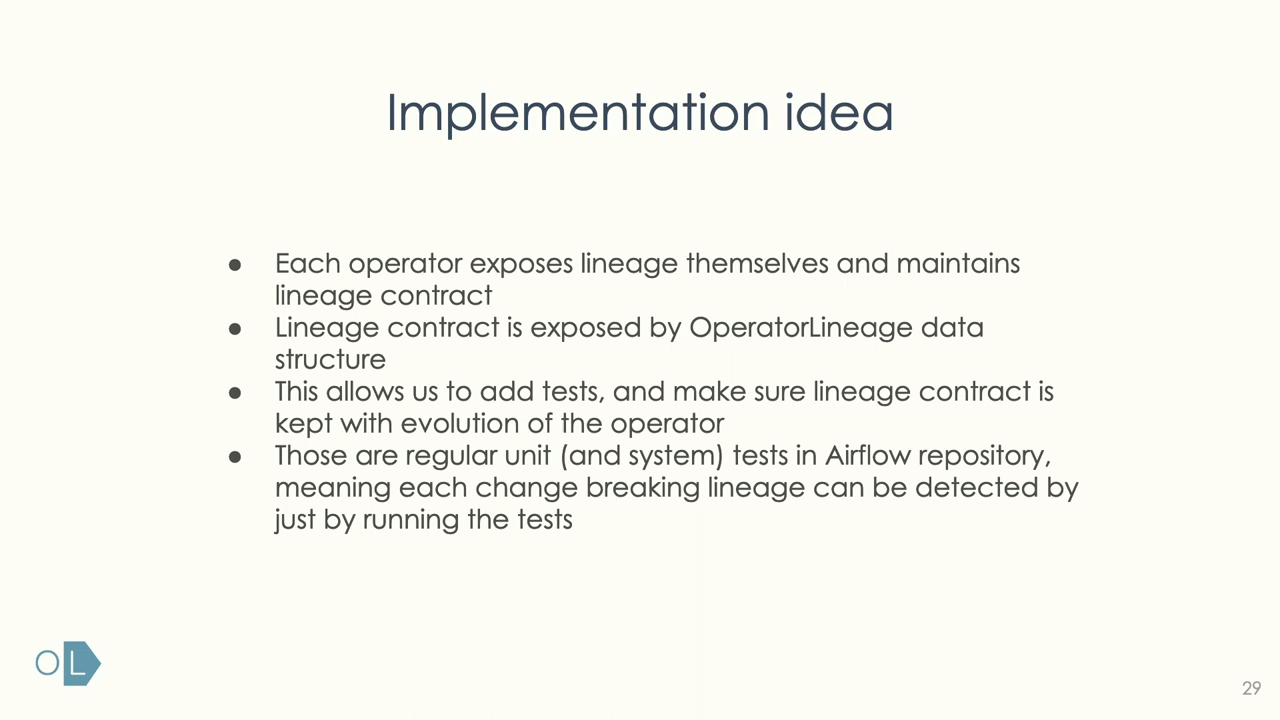 Implementation idea
● Each operator exposes lineage themselves and maintains
lineage contract
● Lineage contract is exposed by OperatorLineage data
structure
● This allows us to add tests, and make sure lineage contract is
kept with evolution of the operator
● Those are regular unit (and system) tests in Airflow repository,
meaning each change breaking lineage can be detected by
just by running the tests
OL
29